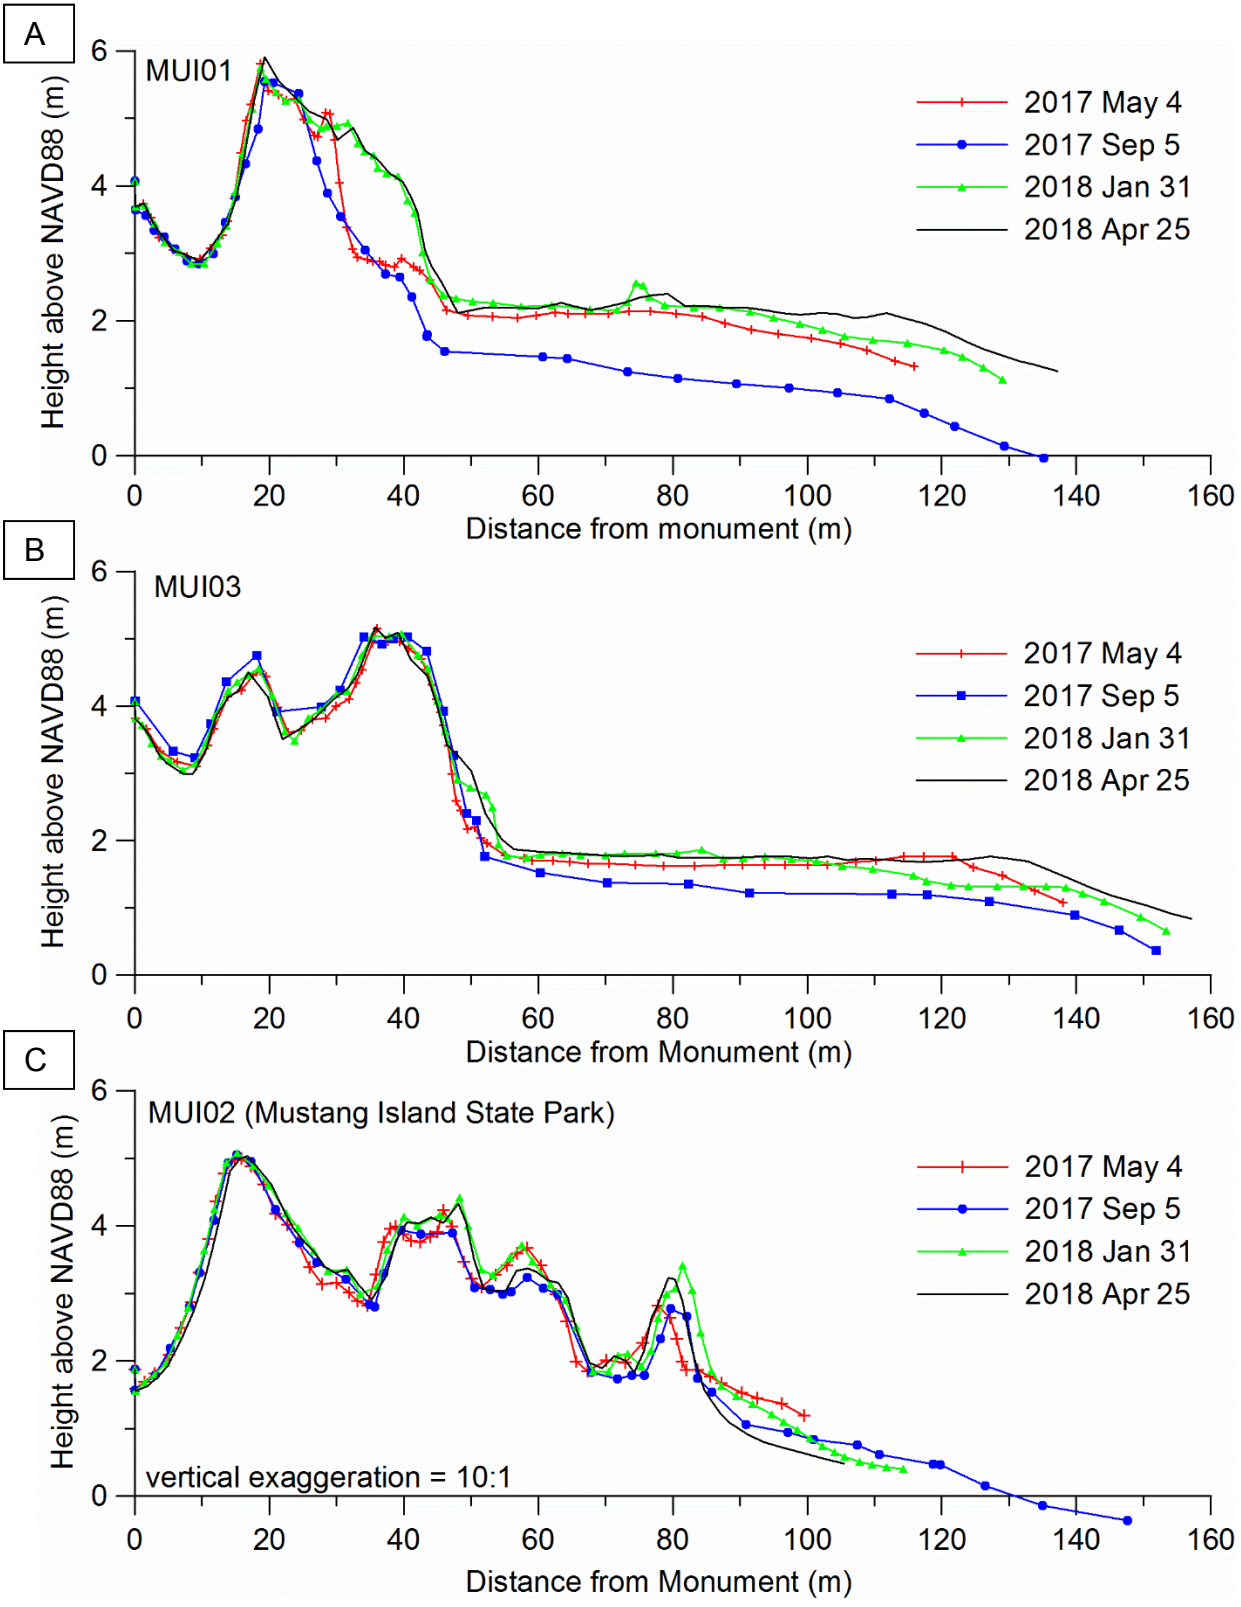 A
MUI01
Height above NAVD88 (m)
6
4
2
0
2017 May 4
2017 Sep 5
2018 Jan 31
2018 Apr 25
0 20 40 60 80 100 120 140 160
Distance from monument (m)
B
MUI03
Height above NAVD88 (m)
6
4
2
0
2017 May 4
2017 Sep 5
2018 Jan 31
2018 Apr 25
0 20 40 60 80 100 120 140 160
Distance from Monument (m)
C
MUI02 (Mustang Island State Park)
Height above NAVD88 (m)
6
4
2
0
2017 May 4
2017 Sep 5
2018 Jan 31
2018 Apr 25
vertical exaggeration = 10:1
0 20 40 60 80 100 120 140 160
Distance from Monument (m)